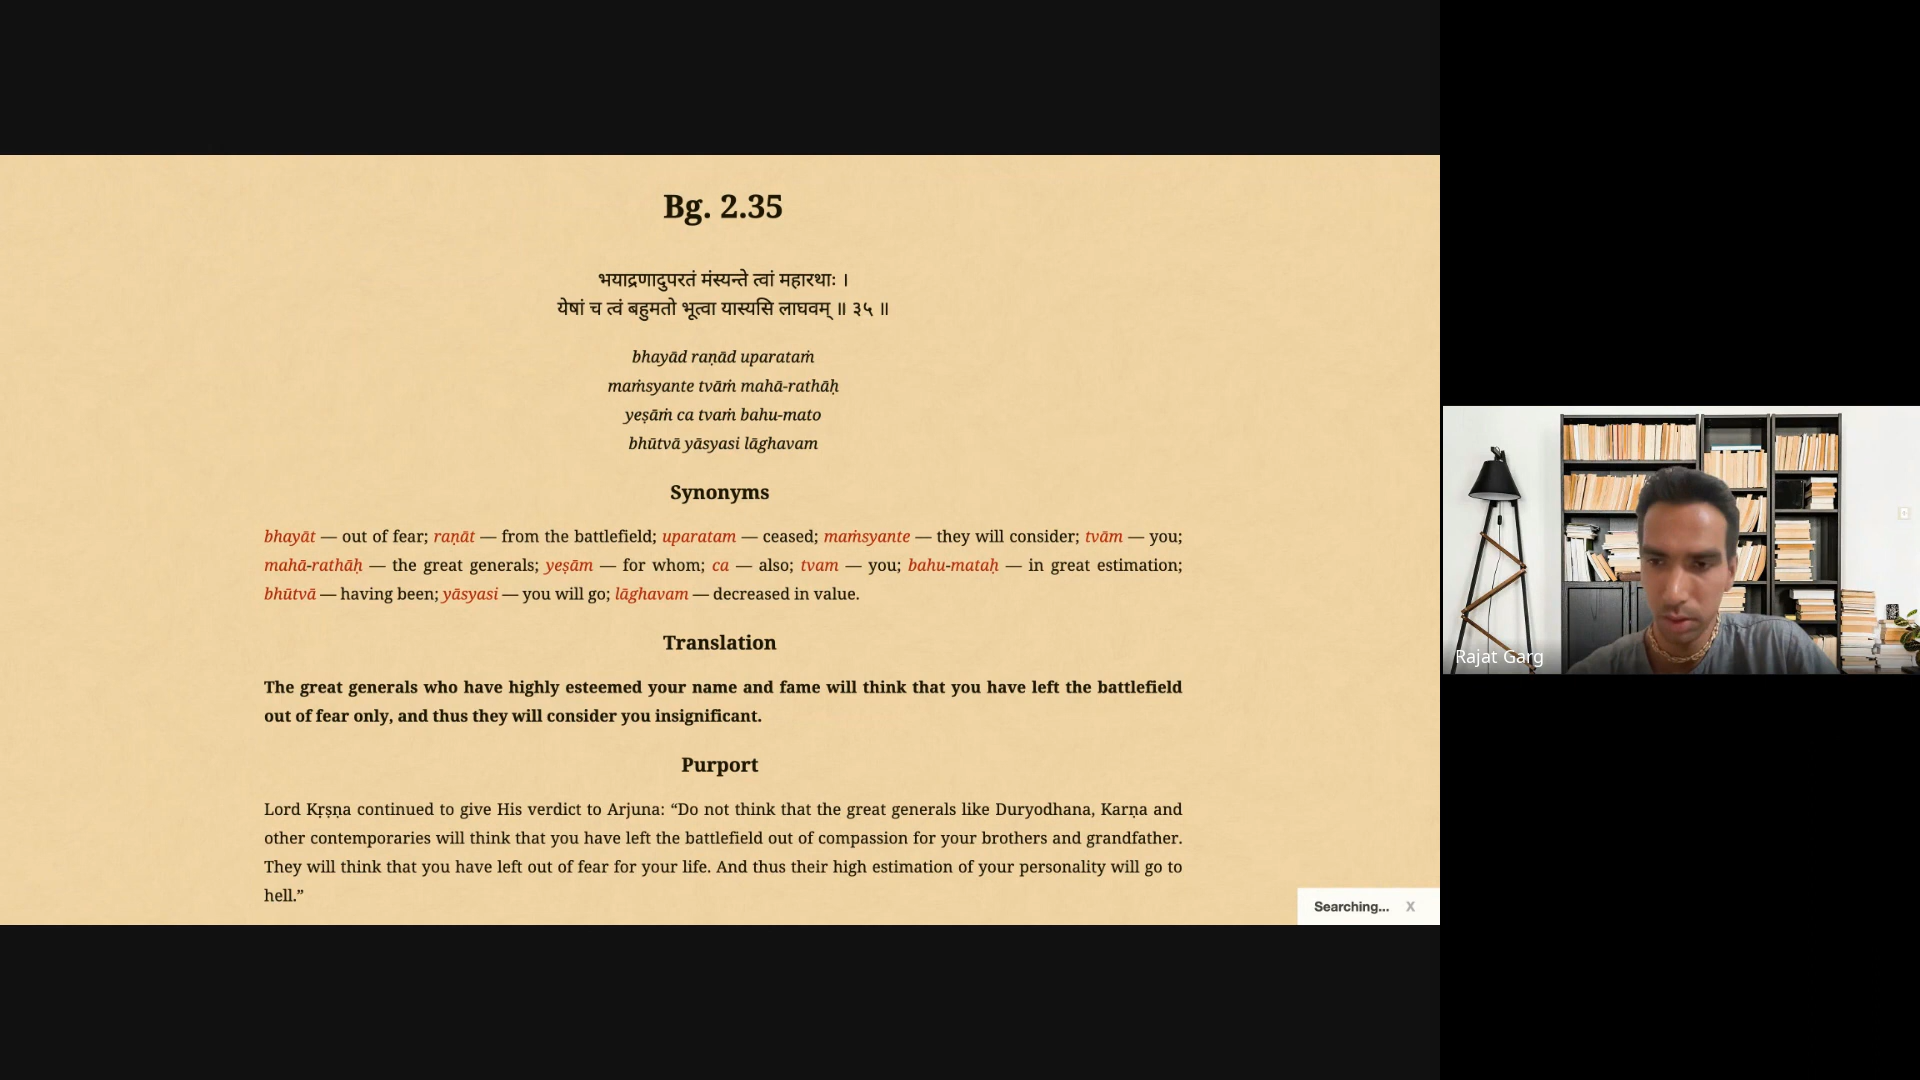 Bg. 2.35
भयाद्रणादुपरतं मंस्यन्ते त्वां महारथाः ।
येषां च त्वं बहुमतो भूत्वा यास्यसि लाघवम् ॥ ३५ ॥
bhayād raṇād uparataṁ
maṁsyante tvāṁ mahā-rathāḥ
yeṣāṁ ca tvaṁ bahu-mato
bhūtvā yāsyasi lāghavam
Synonyms
bhayāt — out of fear; raṇāt — from the battlefield; uparatam — ceased; maṁsyante — they will consider; tvām — you;
mahā-rathāḥ — the great generals; yeṣām — for whom; ca — also; tvam — you; bahu-mataḥ — in great estimation;
bhūtvā — having been; yāsyasi — you will go; lāghavam — decreased in value.
Translation
The great generals who have highly esteemed your name and fame will think that you have left the battlefield
out of fear only, and thus they will consider you insignificant.
Purport
Lord Kṛṣṇa continued to give His verdict to Arjuna: “Do not think that the great generals like Duryodhana, Karṇa and
other contemporaries will think that you have left the battlefield out of compassion for your brothers and grandfather.
They will think that you have left out of fear for your life. And thus their high estimation of your personality will go to
hell.”
Searching... X
Rajat Garg